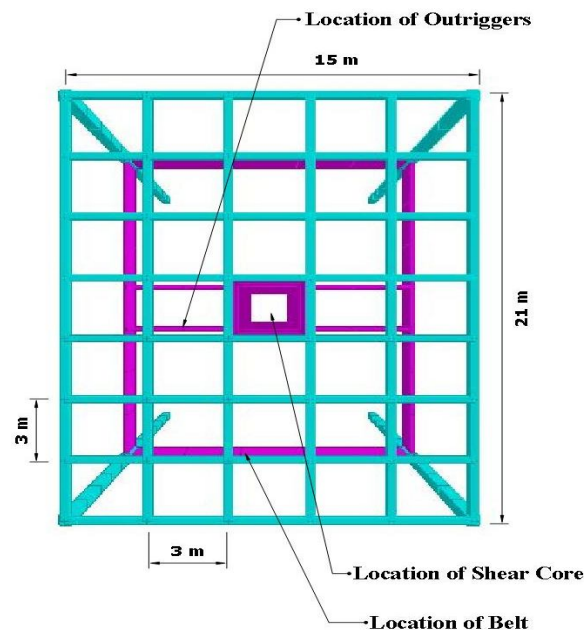 Location of Outriggers
15 m
21 m
3 m
3 m
Location of Shear Core
Location of Belt